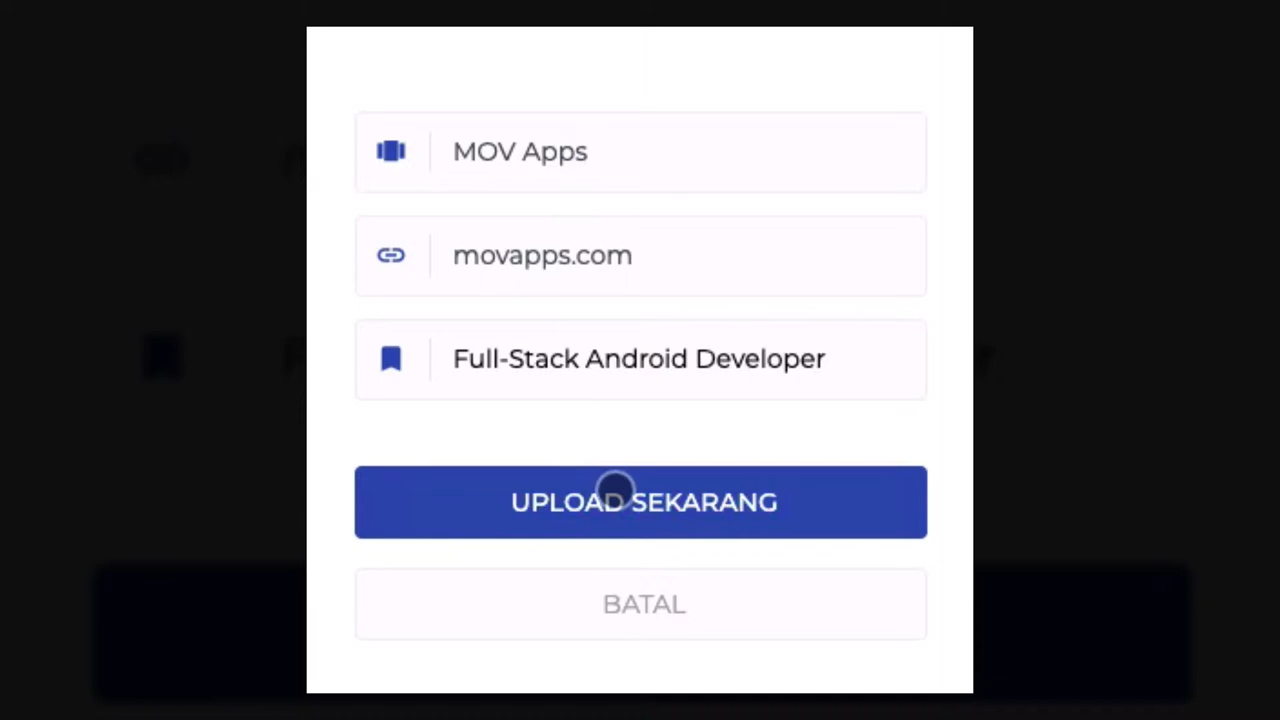 MOV Apps
movapps.com
Full-Stack Android Developer
UPLOAD SEKARANG
BATAL